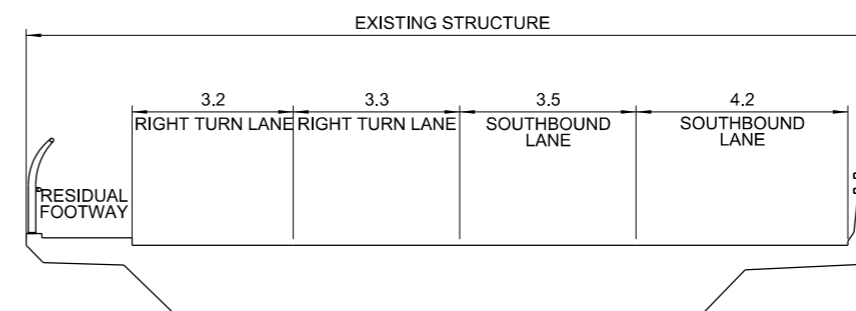 EXISTING STRUCTURE
3.2 3.3 3.5 4.2
RIGHT TURN LANE RIGHT TURN LANE SOUTHBOUND SOUTHBOUND
LANE LANE
RESIDUAL
FOOTWAY